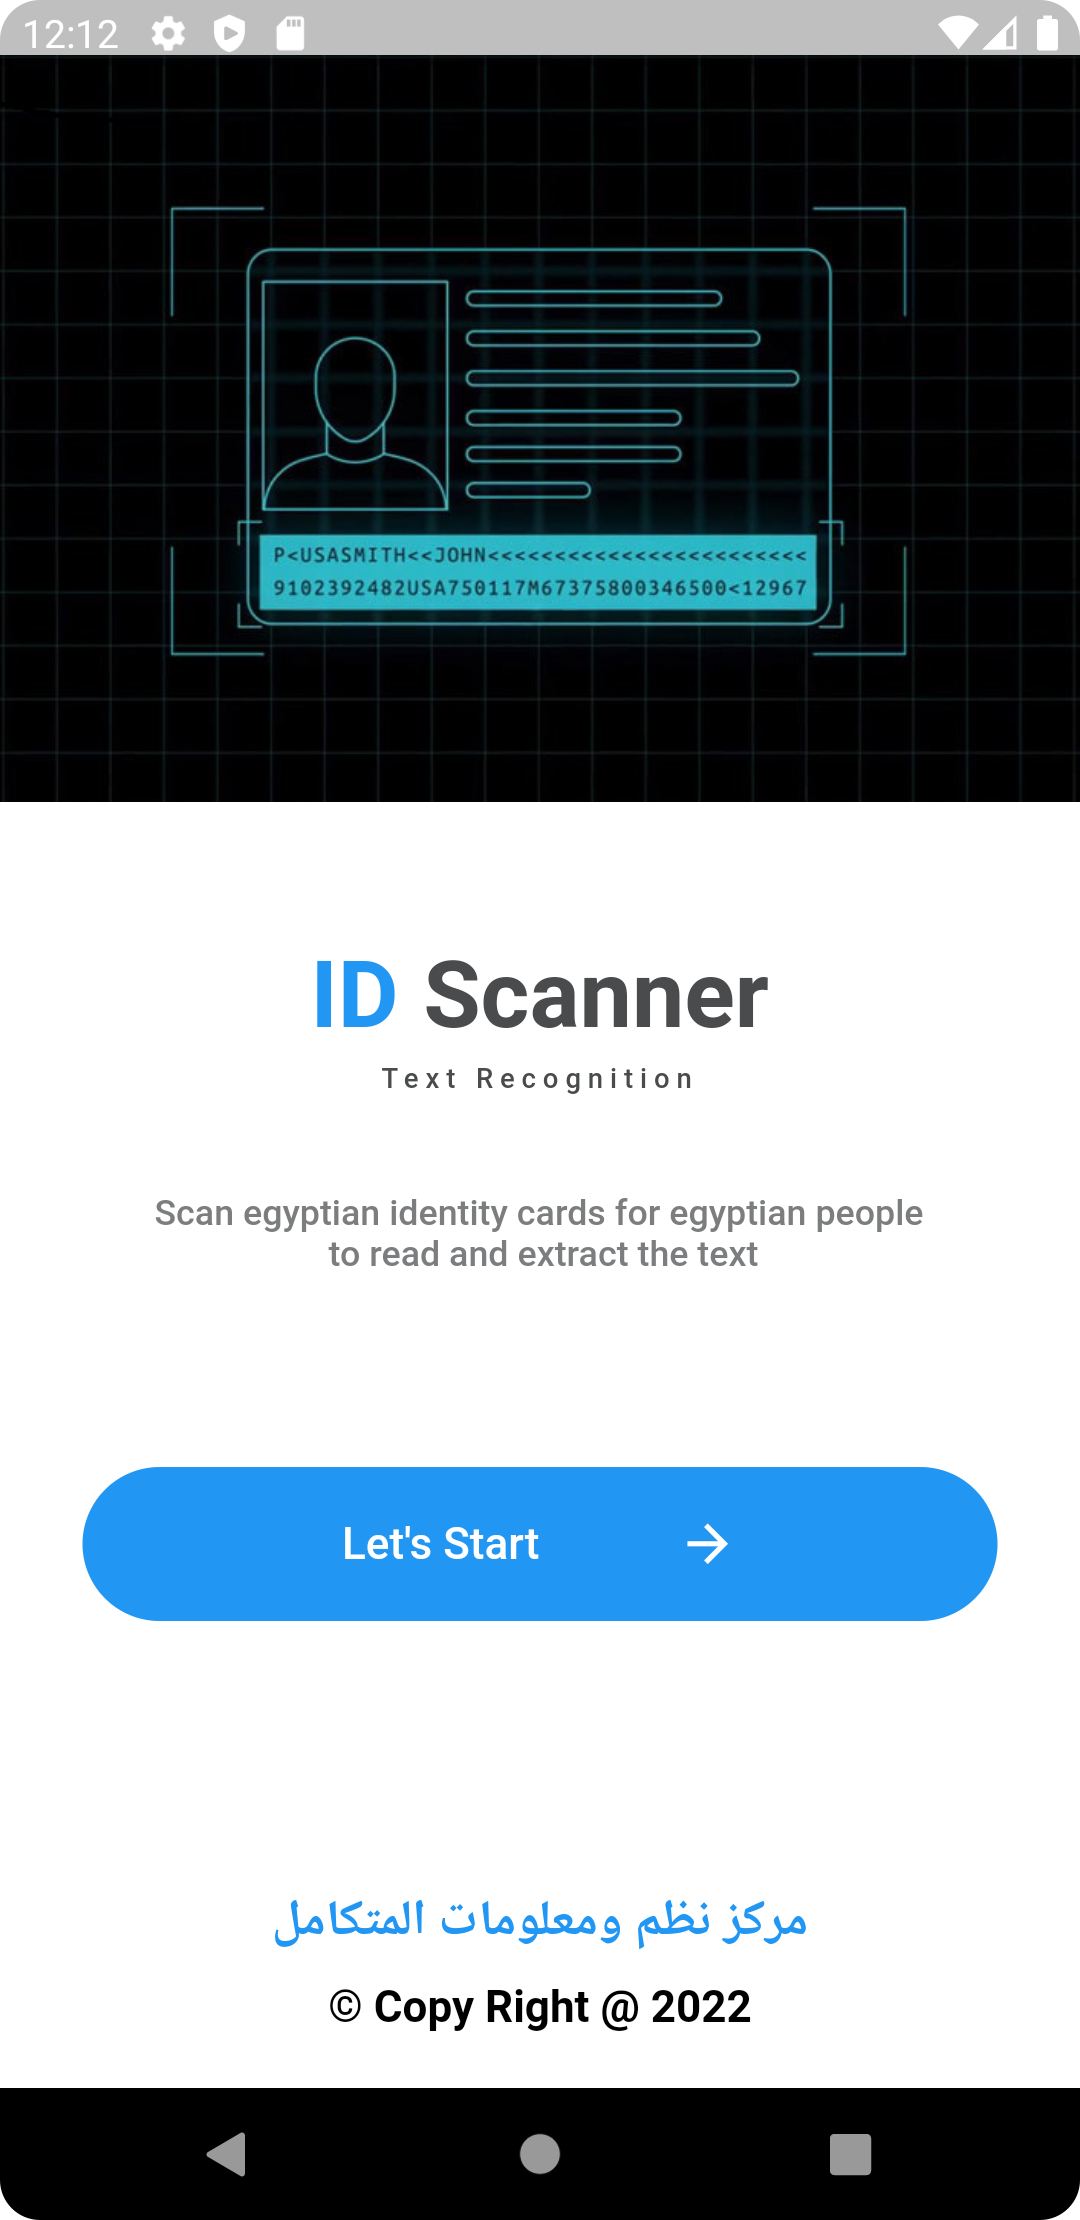 12:12
P<USASMITH<<JOHN<<<<<<<<<<<<<<<<<<<<<<<<
9102392482USA750117M67375800346500<12967
ID Scanner
Text Recognition
Scan egyptian identity cards for egyptian people
to read and extract the text
Let's Start
مركز نظم ومعلومات المتكامل
© Copy Right @ 2022